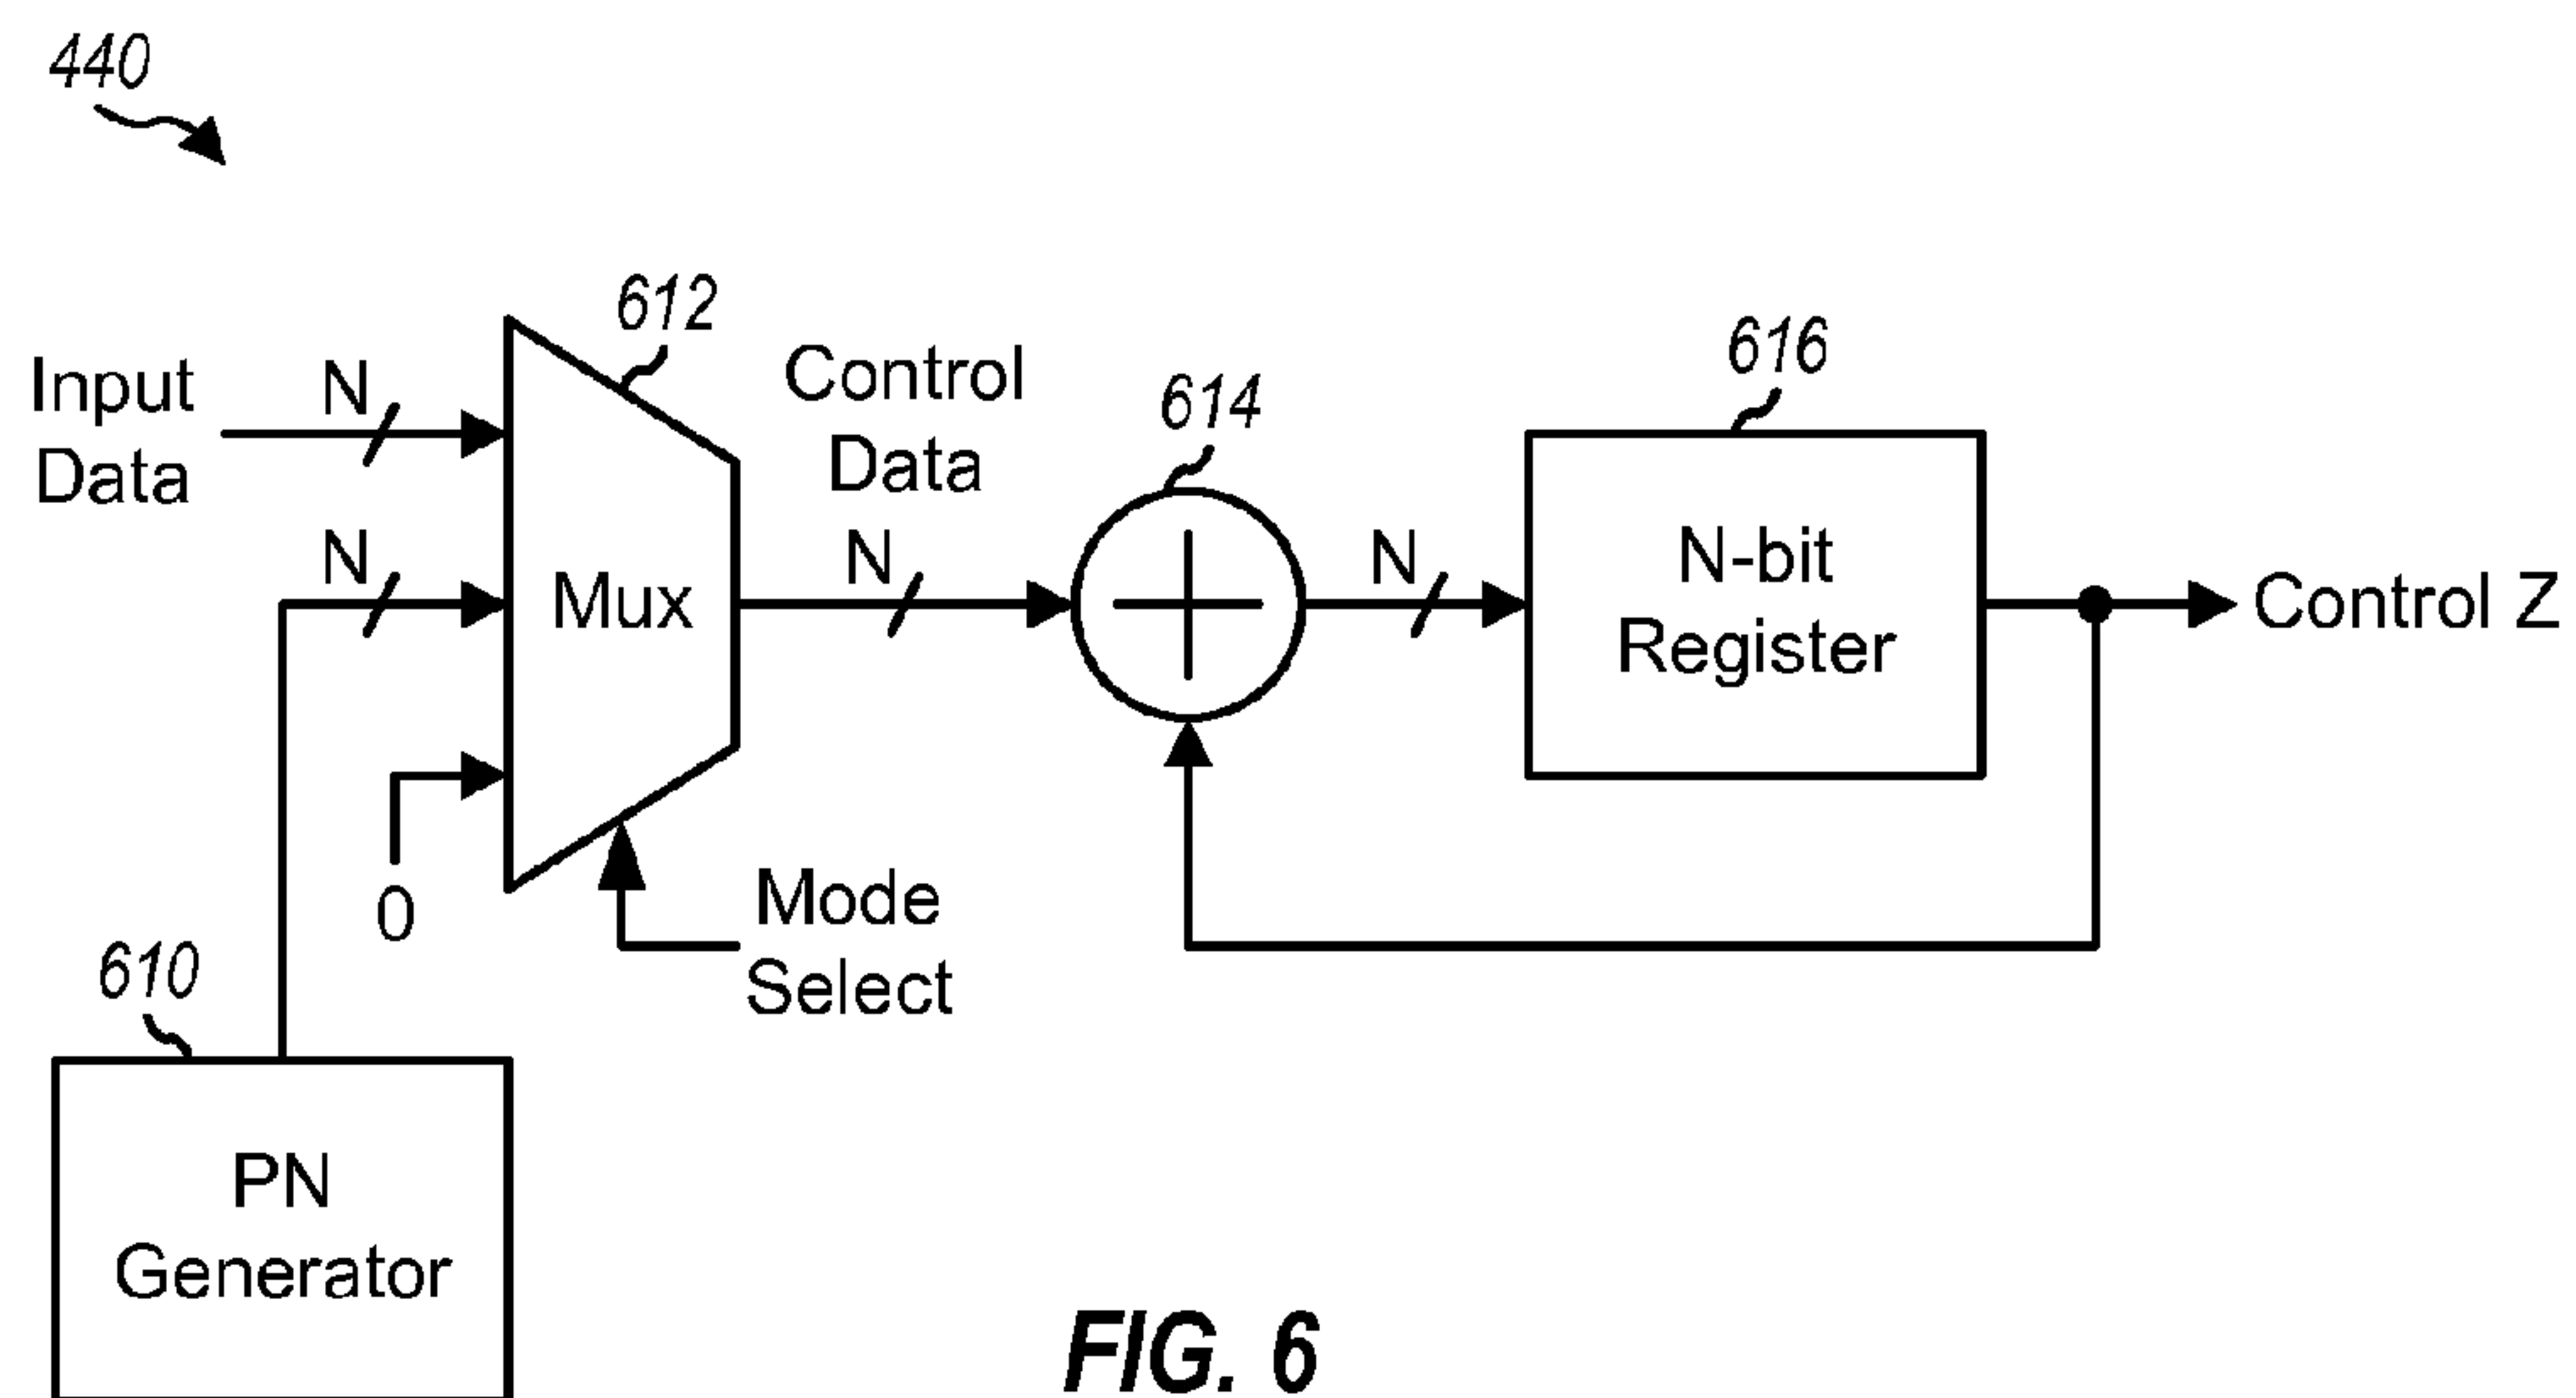 440
612
Input
Data
N
Control
Data
614
616
N
Mux
N
N
N-bit
Register
Control Z
0
Mode
Select
610
PN
Generator
FIG. 6